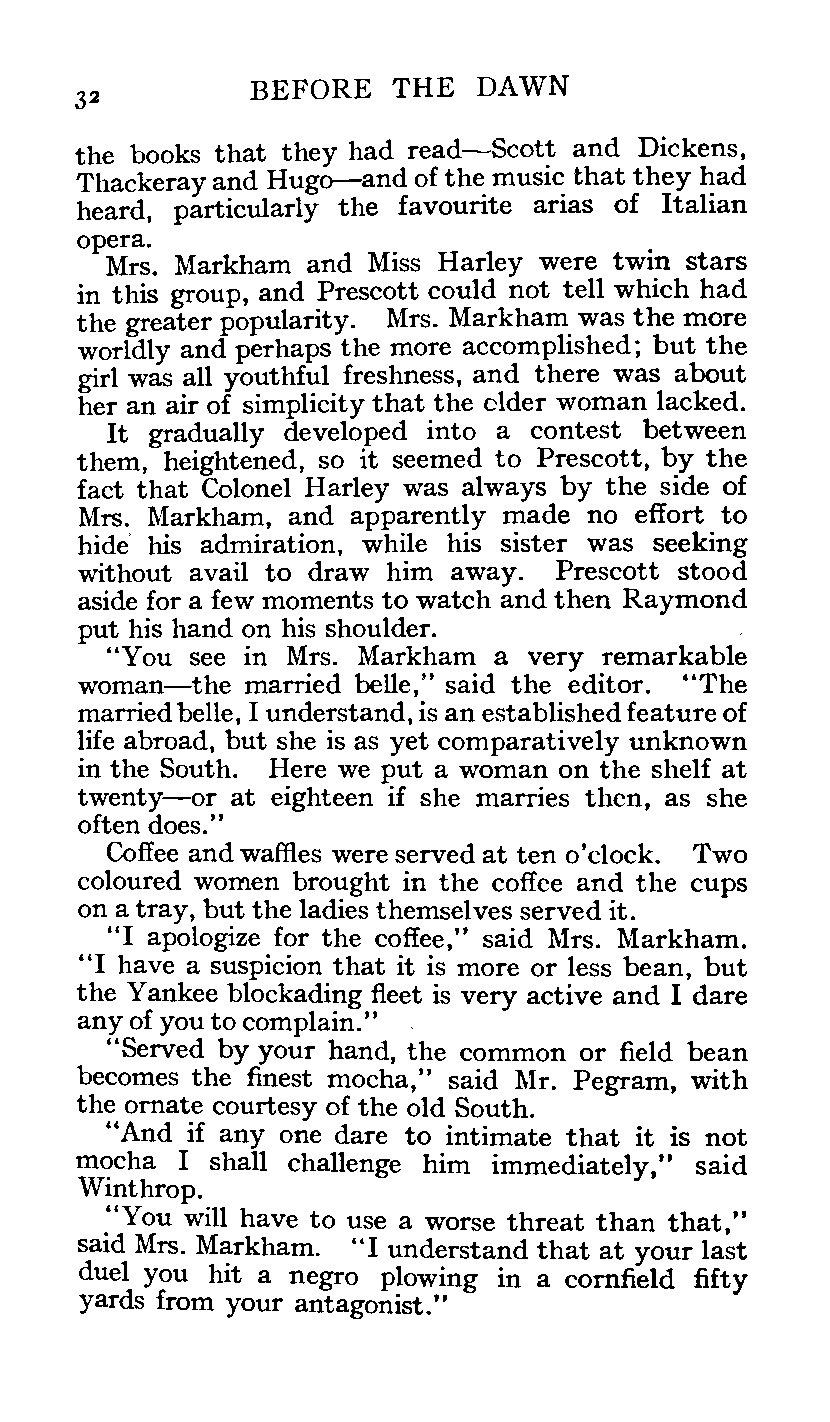 32 BEFORE THE DAWN
the books that they had read—Scott and Dickens,
Thackeray and Hugo—and of the music that they had
heard, particularly the favourite arias of Italian
opera.
Mrs. Markham and Miss Harley were twin stars
in this group, and Prescott could not tell which had
the greater popularity. Mrs. Markham was the more
worldly and perhaps the more accomplished; but the
girl was all youthful freshness, and there was about
her an air of simplicity that the elder woman lacked.
It gradually developed into a contest between
them, heightened, so it seemed to Prescott, by the
fact that Colonel Harley was always by the side of
Mrs. Markham, and apparently made no effort to
hide his admiration, while his sister was seeking
without avail to draw him away. Prescott stood
aside for a few moments to watch and then Raymond
put his hand on his shoulder.
"You see in Mrs. Markham a very remarkable
woman—the married belle," said the editor. "The
married belle, I understand, is an established feature of
life abroad, but she is as yet comparatively unknown
in the South. Here we put a woman on the shelf at
twenty—or at eighteen if she marries then, as she
often does."
Coffee and waffles were served at ten o'clock. Two
coloured women brought in the coffee and the cups
on a tray, but the ladies themselves served it.
"I apologize for the coffee," said Mrs. Markham.
"I have a suspicion that it is more or less bean, but
the Yankee blockading fleet is very active and I dare
any of you to complain."
"Served by your hand, the common or field bean
becomes the finest mocha," said Mr. Pegram, with
the ornate courtesy of the old South.
"And if any one dare to intimate that it is not
mocha I shall challenge him immediately," said
Winthrop.
"You will have to use a worse threat than that,"
said Mrs. Markham. "I understand that at your last
duel you hit a negro plowing in a cornfield fifty
yards from your antagonist."